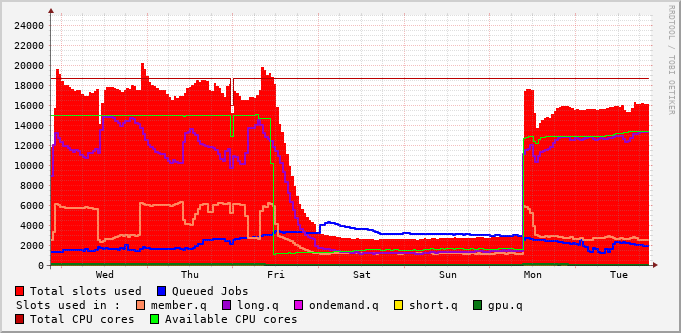 24000
22000
20000
18000
16000
14000
12000
10000
8000
6000
4000
2000
0
Wed Thu Fri Sat Sun Mon Tue
Total slots used Queued Jobs
Slots used in : member.q long.q ondemand.q short.q gpu.q
Total CPU cores Available CPU cores
RRDTOOL / TOBI OETIKER